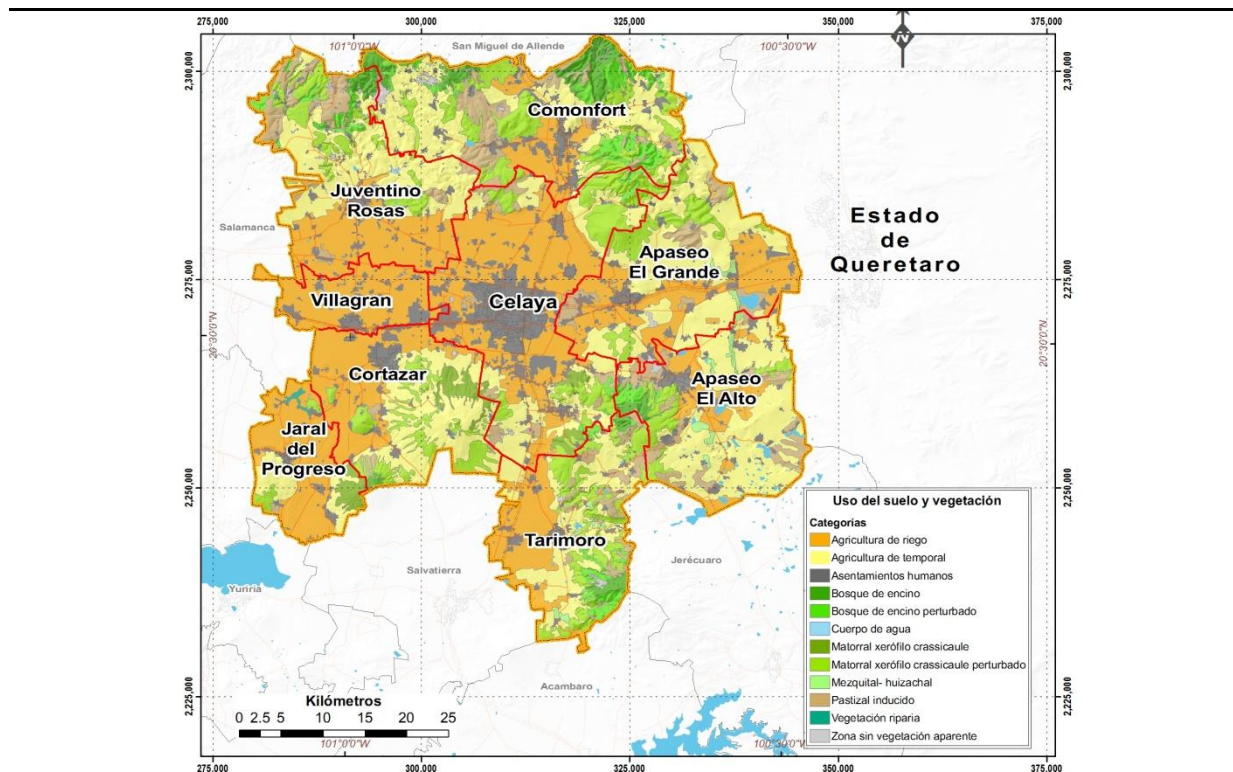 275,000
300,000
325,000
350,000
375,000
101°0'0"W
San Miguel de Allende
100°30'0"W
N
2,300,000
2,300,000
Comonfort
Juventino
Rosas
Salamanca
Estado
de
Queretaro
Apaseo
El Grande
2,275,000
2,275,000
Villagran
Celaya
20°30'0"N
20°30'0"N
Cortazar
Apaseo
El Alto
Jaral
del
Progreso
2,250,000
2,250,000
Tarimoro
Jerécuaro
Salvatierra
Yuriria
Acambaro
Uso del suelo y vegetación
Categorías
Agricultura de riego
Agricultura de temporal
Asentamientos humanos
Bosque de encino
Bosque de encino perturbado
Cuerpo de agua
Matorral xerófilo crassicaule
Matorral xerófilo crassicaule perturbado
Mezquital- huizachal
Pastizal inducido
Vegetación riparia
Zona sin vegetación aparente
2,225,000
2,225,000
Kilómetros
0 2.5 5 10 15 20 25
101°0'0"W
100°30'0"W
275,000
300,000
325,000
350,000
375,000